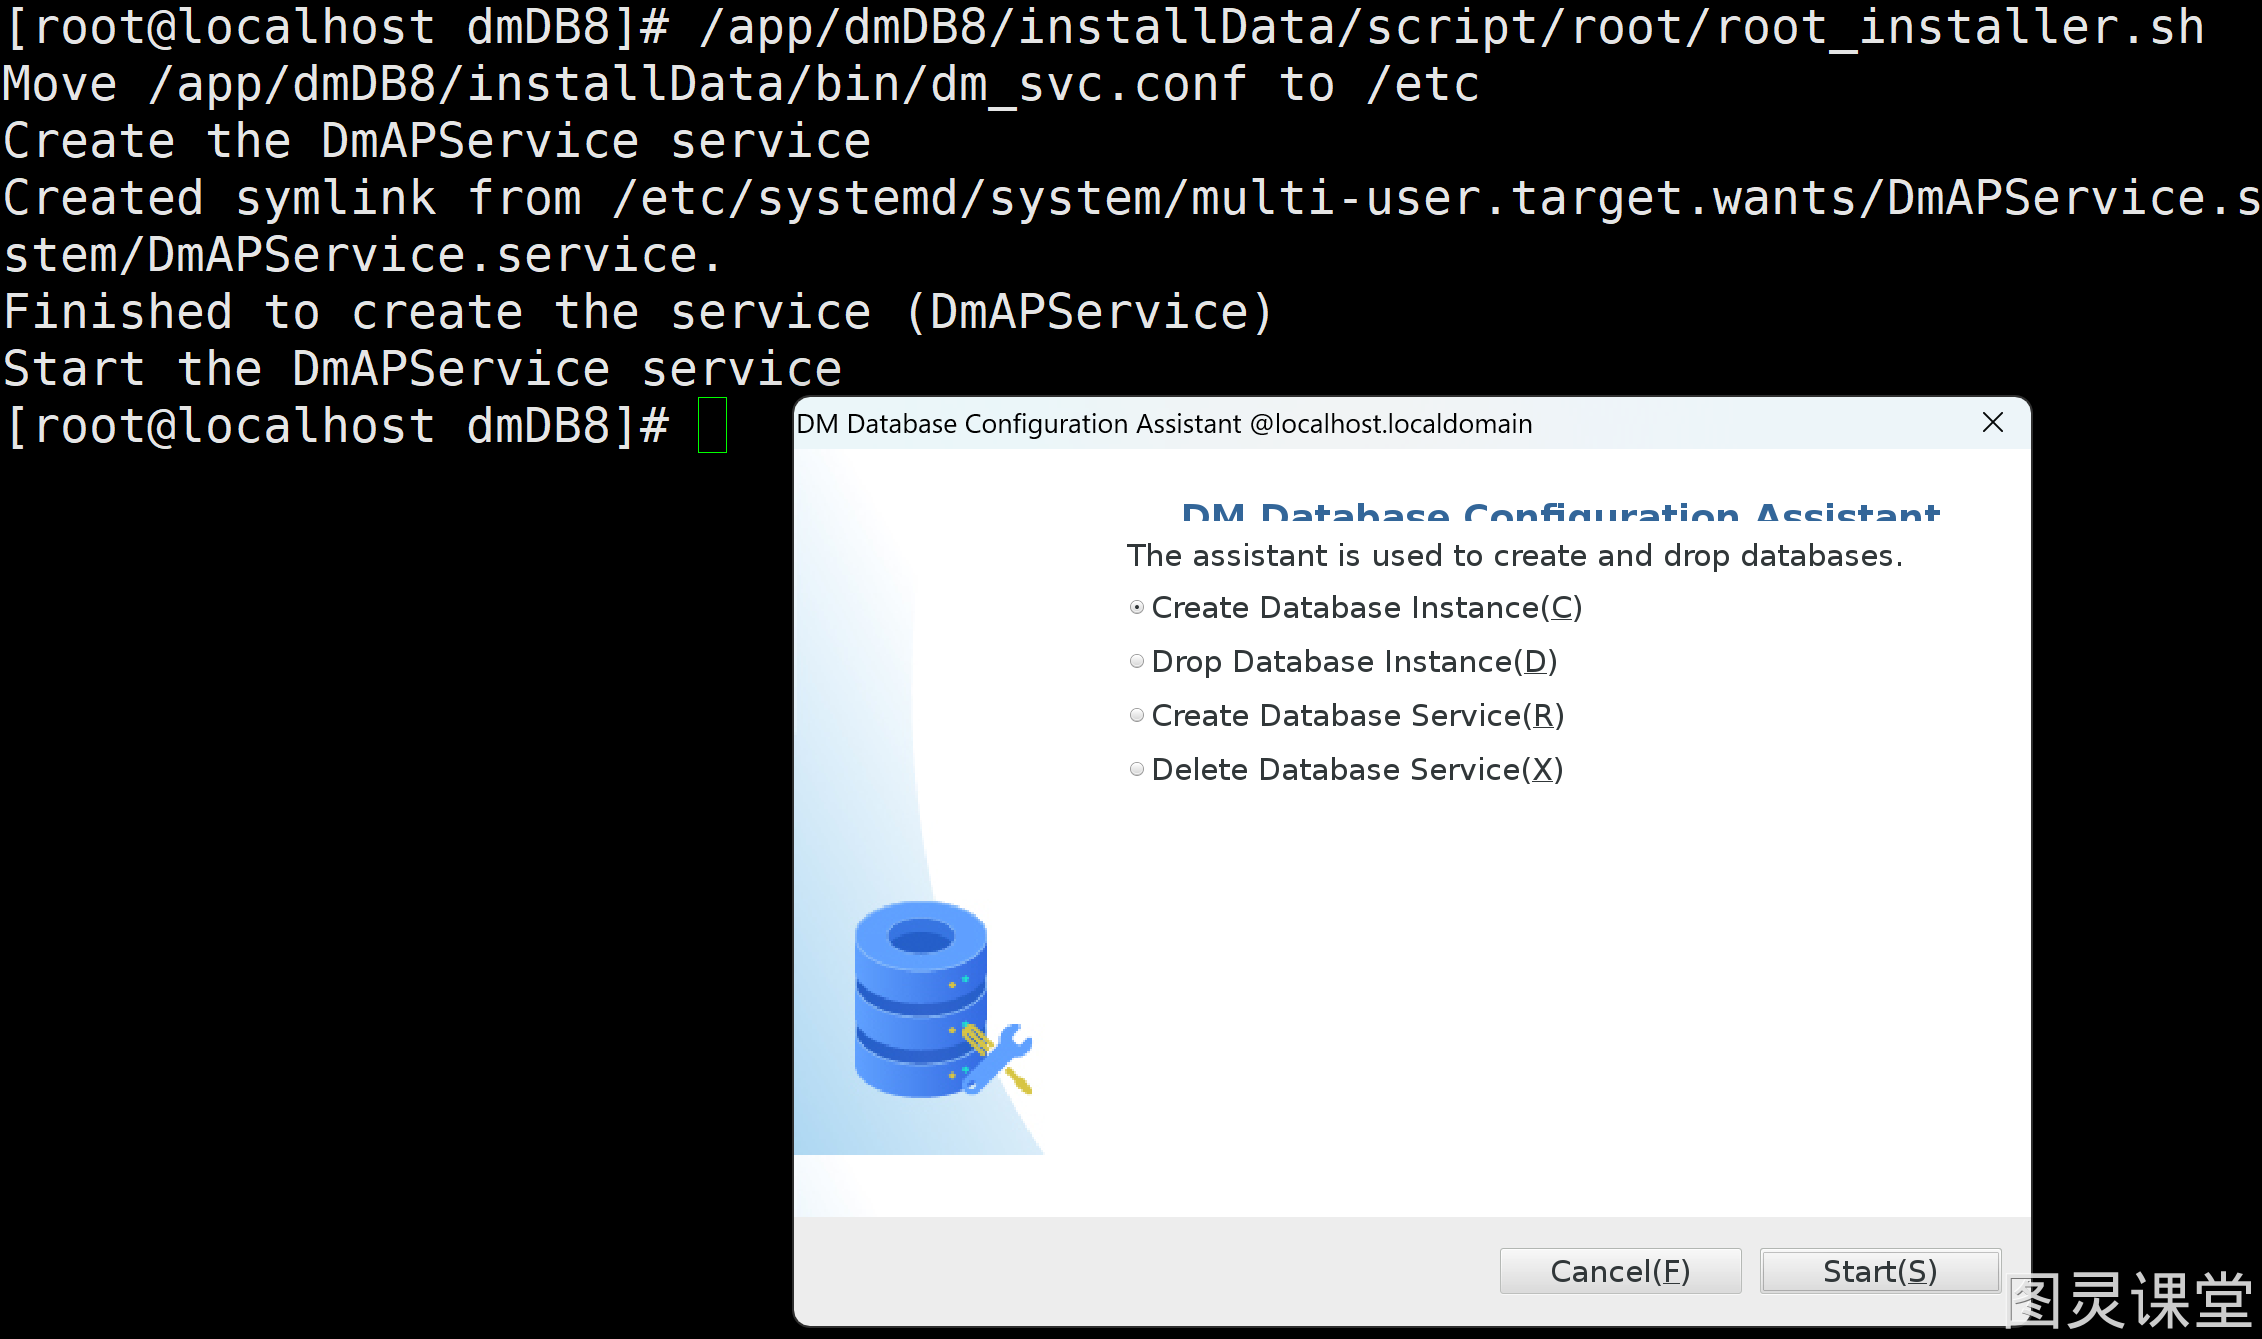 [root@localhost dmDB8]# /app/dmDB8/installData/script/root/root_installer.sh
Move /app/dmDB8/installData/bin/dm_svc.conf to /etc
Create the DmAPService service
Created symlink from /etc/systemd/system/multi-user.target.wants/DmAPService.s
stem/DmAPService.service.
Finished to create the service (DmAPService)
Start the DmAPService service
[root@localhost dmDB8]#
DM Database Configuration Assistant @localhost.localdomain
DM Database Configuration Assistant
The assistant is used to create and drop databases.
Create Database Instance(C)
Drop Database Instance(D)
Create Database Service(R)
Delete Database Service(X)
Cancel(F)
Start(S)
图灵课堂